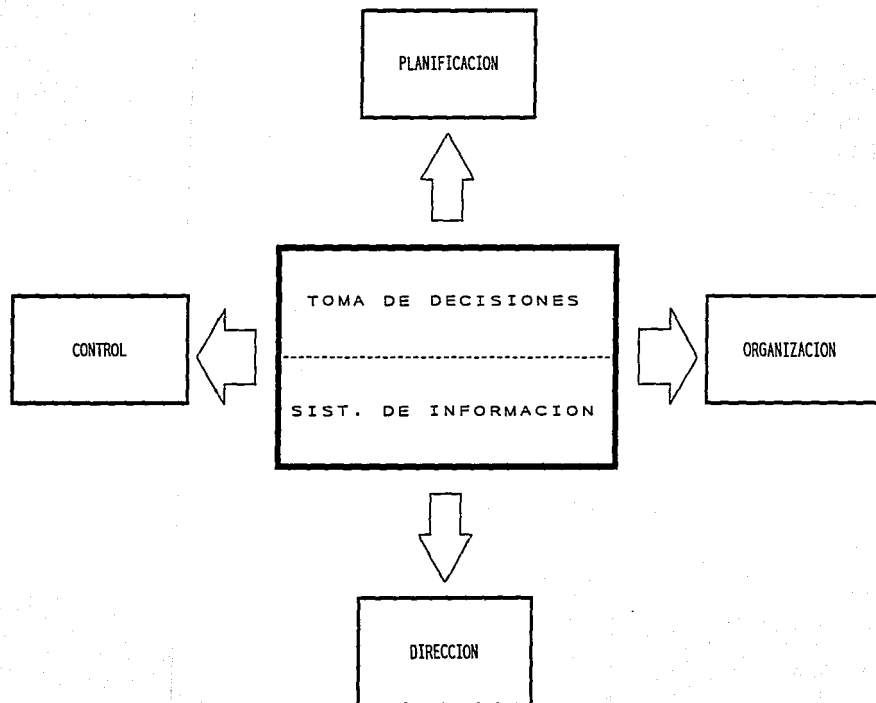 PLANIFICACION
TOMA DE DECISIONES
CONTROL
ORGANIZACION
SIST. DE INFORMACION
DIRECCION